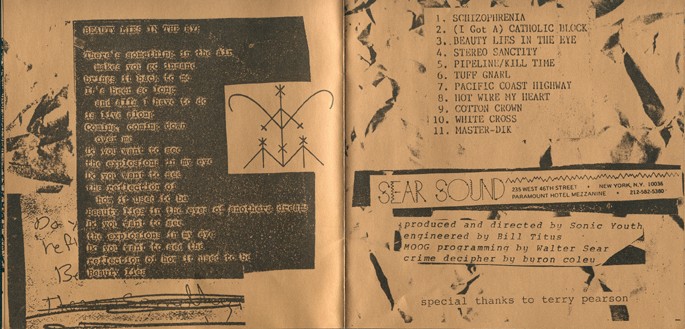 BEAUTY LIES IN THE EYE
There's something in the air
makes you go insane
brings it back to me
It's been so long
and all I have to do
is live along
Coming, coming down
over me
Do you want to see
the explosion in my eye
Do you want to see
the reflection of
how it used to be
Beauty lies in the eyes of anothers dream
Do you want to see
the explosions in my eye
Do you want to see the
reflection of how it used to be
Beauty lies
1. SCHIZOPHRENIA
2. (I Got A) CATHOLIC BLOCK
3. BEAUTY LIES IN THE EYE
4. STEREO SANCTITY
5. PIPELINE/KILL TIME
6. TUFF GNARL
7. PACIFIC COAST HIGHWAY
8. HOT WIRE MY HEART
9. COTTON CROWN
10. WHITE CROSS
11. MASTER-DIK
SEAR SOUND
235 WEST 46TH STREET • NEW YORK, N.Y. 10036
PARAMOUNT HOTEL MEZZANINE • 212-582-5380
produced and directed by Sonic Youth
engineered by Bill Titus
MOOG programming by Walter Sear
crime decipher by byron coley
special thanks to terry pearson